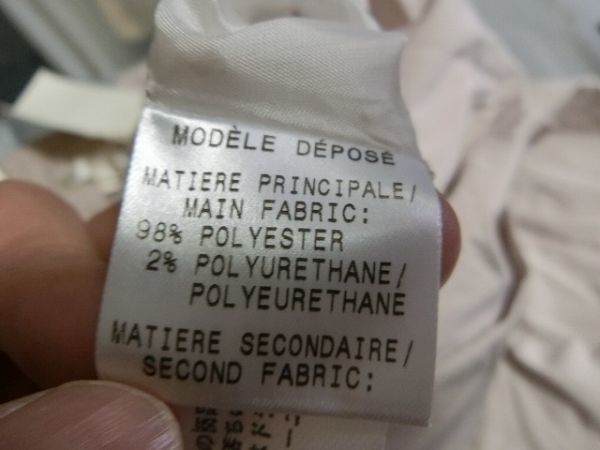 MODÈLE DÉPOSÉ
MATIERE PRINCIPALE/
MAIN FABRIC:
98% POLYESTER
2% POLYURETHANE/
POLYEURETHANE
MATIERE SECONDAIRE/
SECOND FABRIC: